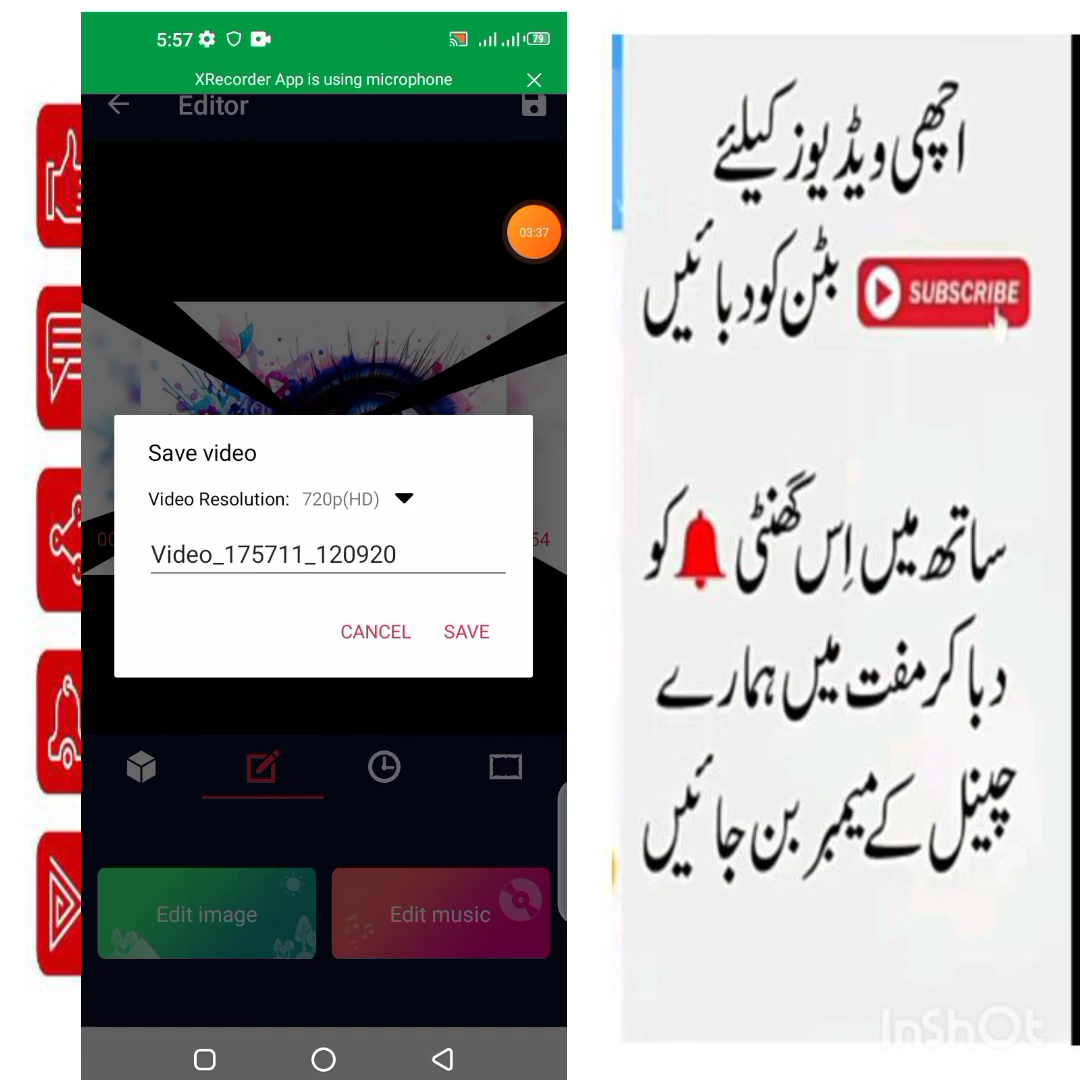 5:57
79
XRecorder App is using microphone
Editor
03:37
Save video
Video Resolution: 720p(HD)
Video_175711_120920
CANCEL SAVE
54
Edit image
Edit music
اچھی ویڈیوز کیلئے
SUBSCRIBE بٹن کو دبائیں
ساتھ میں اِس گھنٹی کو
دبا کر مفت میں ہمارے
چینل کے میمبر بن جائیں
InShOt